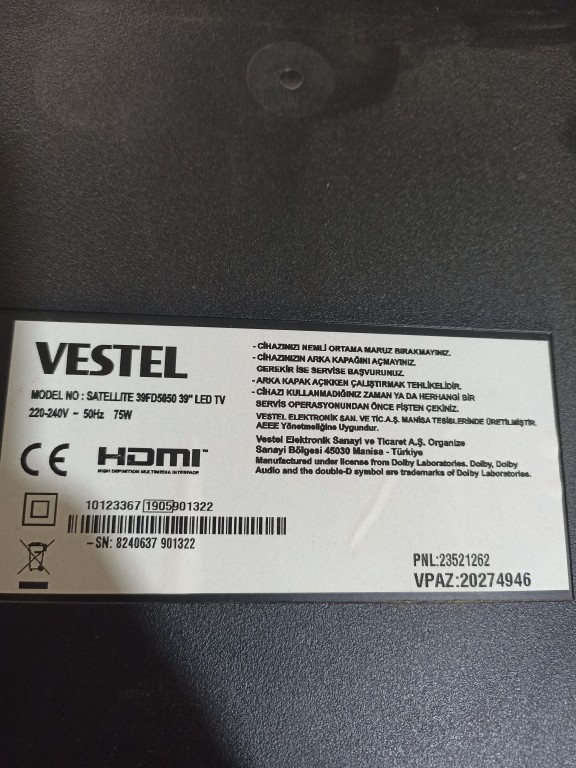 VESTEL
MODEL NO : SATELLITE 39FD5050 39" LED TV
220-240V ~ 50Hz 75W
- CİHAZINIZI NEMLİ ORTAMA MARUZ BIRAKMAYINIZ.
- CİHAZINIZIN ARKA KAPAĞINI AÇMAYINIZ.
GEREKİR İSE SERVİSE BAŞVURUNUZ.
- ARKA KAPAK AÇIKKEN ÇALIŞTIRMAK TEHLİKELİDİR.
- CİHAZI KULLANMADIĞINIZ ZAMAN YA DA HERHANGİ BİR
SERVİS OPERASYONUNDAN ÖNCE FİŞTEN ÇEKİNİZ.
VESTEL ELEKTRONİK SAN. VE TİC.A.Ş. MANİSA TESİSLERİNDE ÜRETİLMİŞTİR.
AEEE Yönetmeliğine Uygundur.
Vestel Elektronik Sanayi ve Ticaret A.Ş. Organize
Sanayi Bölgesi 45030 Manisa - Türkiye
Manufactured under license from Dolby Laboratories. Dolby, Dolby
Audio and the double-D symbol are trademarks of Dolby Laboratories.
CE HDMI™
HIGH DEFINITION MULTIMEDIA INTERFACE
10123367 1905901322
-SN: 8240637 901322
PNL:23521262
VPAZ:20274946